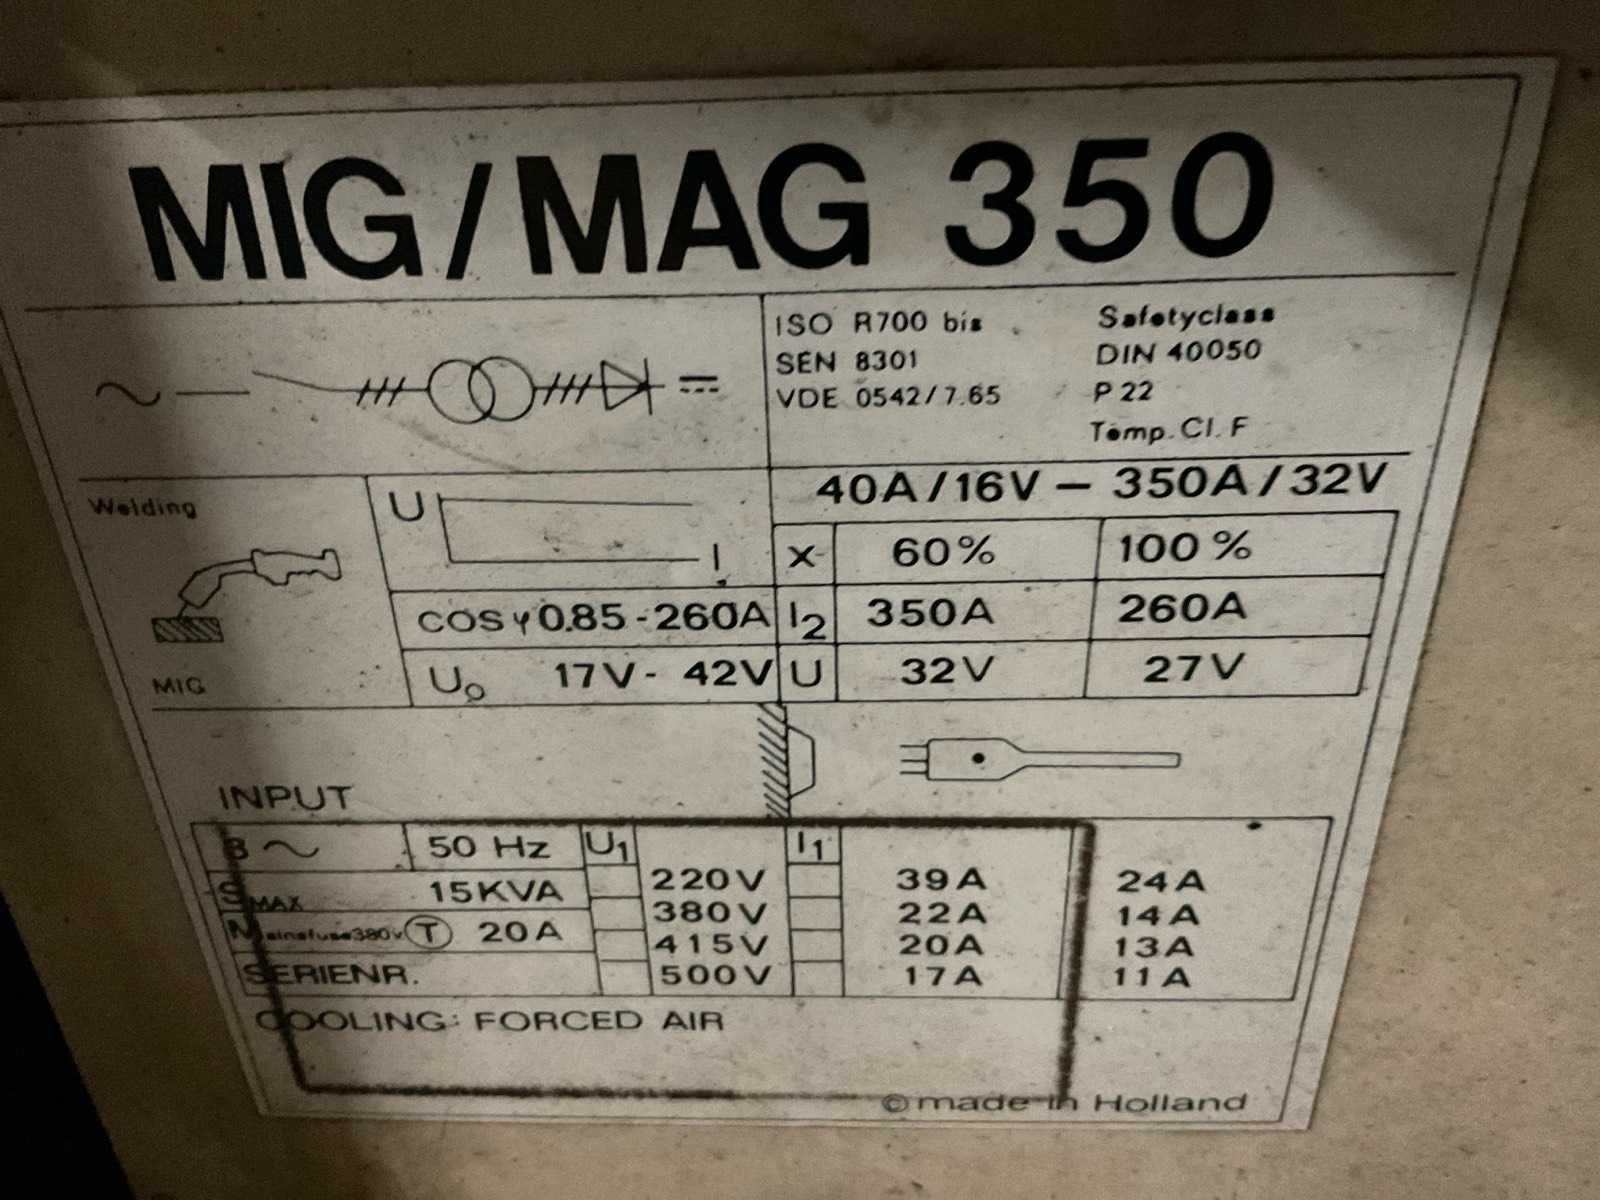 MIG/MAG 350
ISO R700 bis
SEN 8301
VDE 0542/7.65
Safetyclass
DIN 40050
P 22
Temp. Cl. F
Welding
MIG
U
I
40A/16V — 350A/32V
X 60% 100%
COSφ 0.85 - 260A I2 350A 260A
U0 17V - 42V U 32V 27V
INPUT
3~ 50 Hz U1 I1
SMAX 15KVA
Mainsfuse380v T 20A
SERIENR.
220V 39A 24A
380V 22A 14A
415V 20A 13A
500V 17A 11A
COOLING: FORCED AIR
© made in Holland